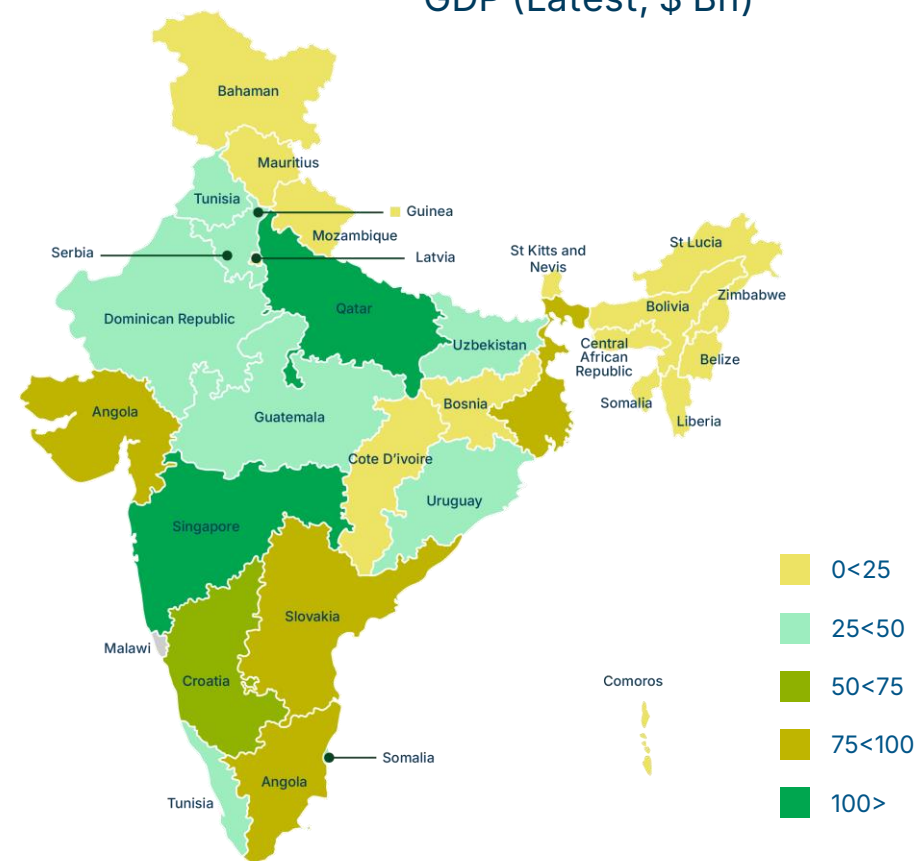 GDP (Latest, $ Bn)
Bahaman
Mauritius
Tunisia
Guinea
Mozambique
Serbia
Latvia
St Kitts and
Nevis
St Lucia
Zimbabwe
Bolivia
Dominican Republic
Qatar
Uzbekistan
Central
African
Republic
Belize
Somalia
Liberia
Angola
Guatemala
Bosnia
Cote D'ivoire
Uruguay
Singapore
Slovakia
Malawi
Croatia
Comoros
Somalia
Angola
Tunisia
0<25
25<50
50<75
75<100
100>